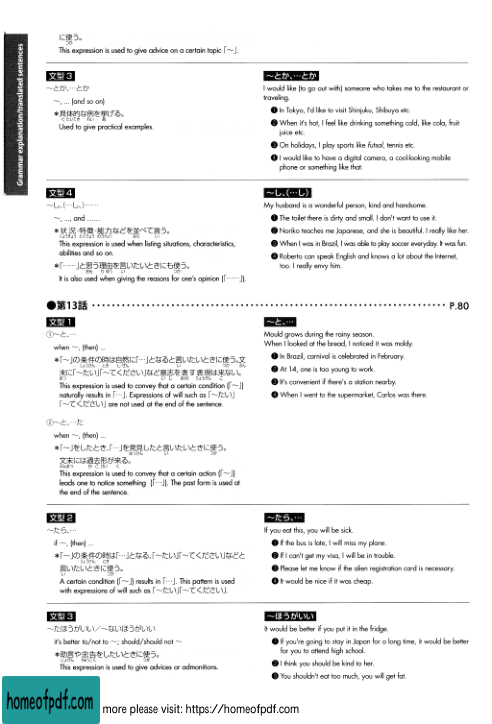 に使う。
This expression is used to give advice on a certain topic「～」.
Grammar explanation/translated sentences
文型3
～とか、…とか
～, ... (and so on)
*具体的な例を挙げる。
Used to give practical examples.
～とか、…とか
I would like (to go out with) someone who takes me to the restaurant or
traveling.
❶ In Tokyo, I'd like to visit Shinjuku, Shibuya etc.
❷ When it's hot, I feel like drinking something cold, like cola, fruit
juice etc.
❸ On holidays, I play sports like futsal, tennis etc.
❹ I would like to have a digital camera, a cool-looking mobile
phone or something like that.
文型4
～し、(…し)、……
～, ..., and ......
*状況・特徴・能力などを並べて言う。
This expression is used when listing situations, characteristics,
abilities and so on.
*「……」と思う理由を言いたいときにも使う。
It is also used when giving the reasons for one's opinion (「……」).
～し、(…し)
My husband is a wonderful person, kind and handsome.
❶ The toilet there is dirty and small. I don't want to use it.
❷ Noriko teaches me Japanese, and she is beautiful. I really like her.
❸ When I was in Brazil, I was able to play soccer everyday. It was fun.
❹ Roberto can speak English and knows a lot about the Internet,
too. I really envy him.
●第13話 P.80
文型1
①～と、…
when ～, (then) ...
*「～」の条件の時は自然に「…」となると言いたいときに使う。文
末に「～たい」「～てください」など意志を表す表現は来ない。
This expression is used to convey that a certain condition (「～」)
naturally results in「…」. Expressions of will such as「～たい」
「～てください」are not used at the end of the sentence.
②～と、…た
when ～, (then) ...
*「～」をしたとき、「…」を発見したと言いたいときに使う。
文末には過去形が来る。
This expression is used to convey that a certain action (「～」)
leads one to notice something (「…」). The past form is used at
the end of the sentence.
～と、…
Mould grows during the rainy season.
When I looked at the bread, I noticed it was moldy.
❶ In Brazil, carnival is celebrated in February.
❷ At 14, one is too young to work.
❸ It's convenient if there's a station nearby.
❹ When I went to the supermarket, Carlos was there.
文型2
～たら、…
if ～, (then) ...
*「～」の条件の時は「…」となる、「～たい」「～てください」などと
言いたいときに使う。
A certain condition (「～」) results in「…」. This pattern is used
with expressions of will such as「～たい」「～てください」.
～たら、…
If you eat this, you will be sick.
❶ If the bus is late, I will miss my plane.
❷ If I can't get my visa, I will be in trouble.
❸ Please let me know if the alien registration card is necessary.
❹ It would be nice if it was cheap.
文型3
～たほうがいい/～ないほうがいい
it's better to/not to ～; should/should not ～
*助言や忠告をしたいときに使う。
This expression is used to give advices or admonitions.
～ほうがいい
It would be better if you put it in the fridge.
❶ If you're going to stay in Japan for a long time, it would be better
for you to attend high school.
❷ I think you should be kind to her.
❸ You shouldn't eat too much, you will get fat.
homeofpdf.com
more please visit: https://homeofpdf.com